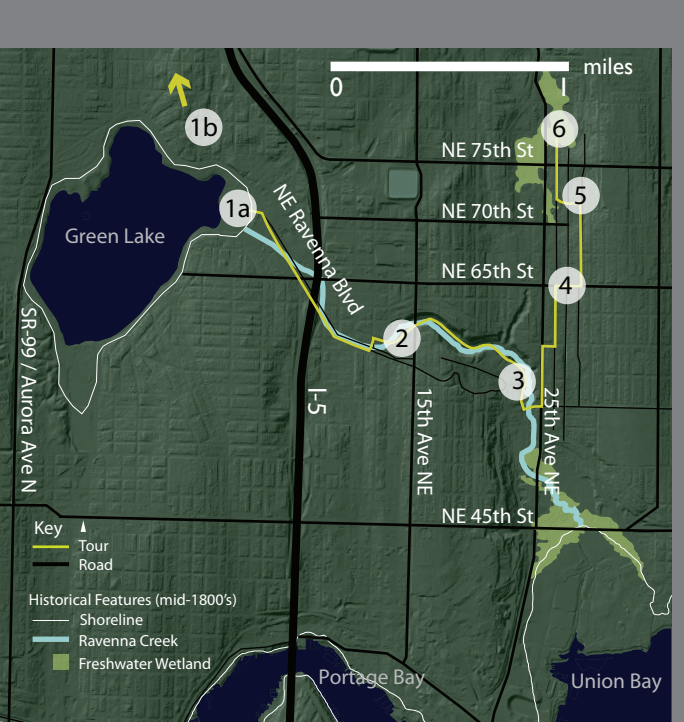 miles
0 1
1b
6
NE 75th St
5
1a
NE 70th St
Green Lake
NE Ravenna Blvd
NE 65th St
4
2
3
SR-99 / Aurora Ave N
I-5
15th Ave NE
25th Ave NE
NE 45th St
Key
Tour
Road
Historical Features (mid-1800's)
Shoreline
Ravenna Creek
Freshwater Wetland
Portage Bay
Union Bay